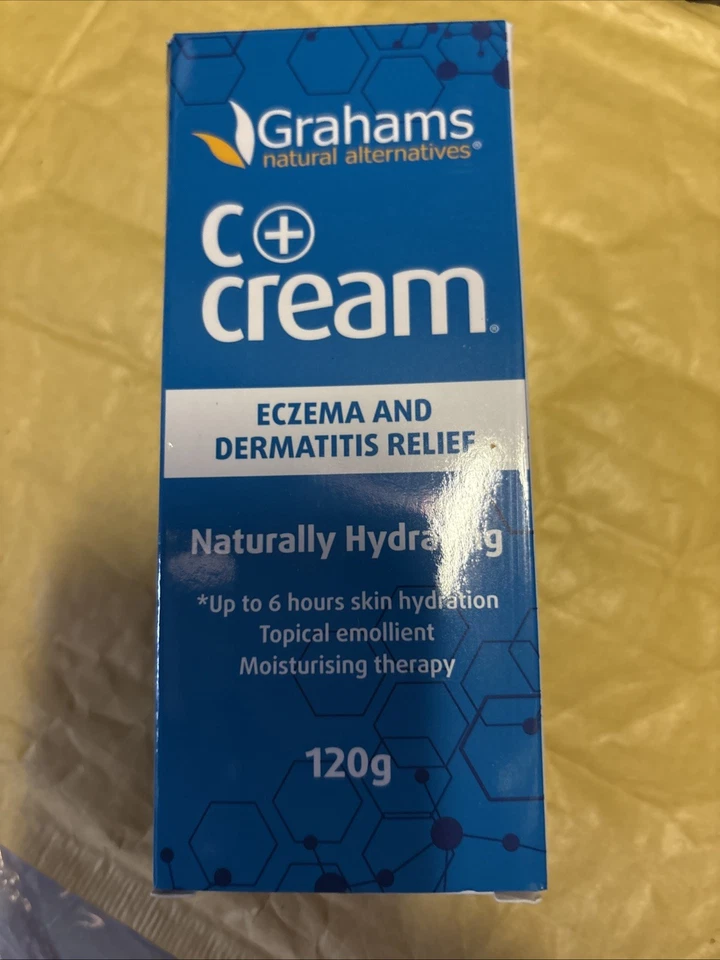 Grahams
natural alternatives®
C +
cream®
ECZEMA AND
DERMATITIS RELIEF
Naturally
*Up to 6 hours skin hydration
Topical emollient
Moisturising therapy
120g